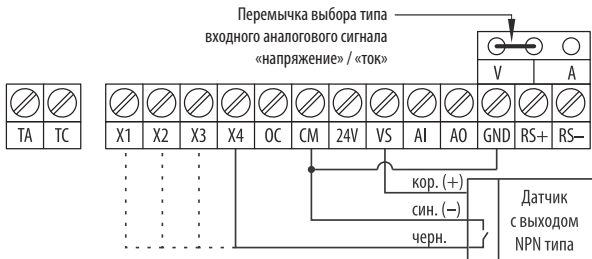 Перемычка выбора типа
входного аналогового сигнала
«напряжение» / «ток»
V A
TA TC X1 X2 X3 X4 OC CM 24V VS AI AO GND RS+ RS–
кор. (+)
син. (–)
черн.
Датчик
с выходом
NPN типа